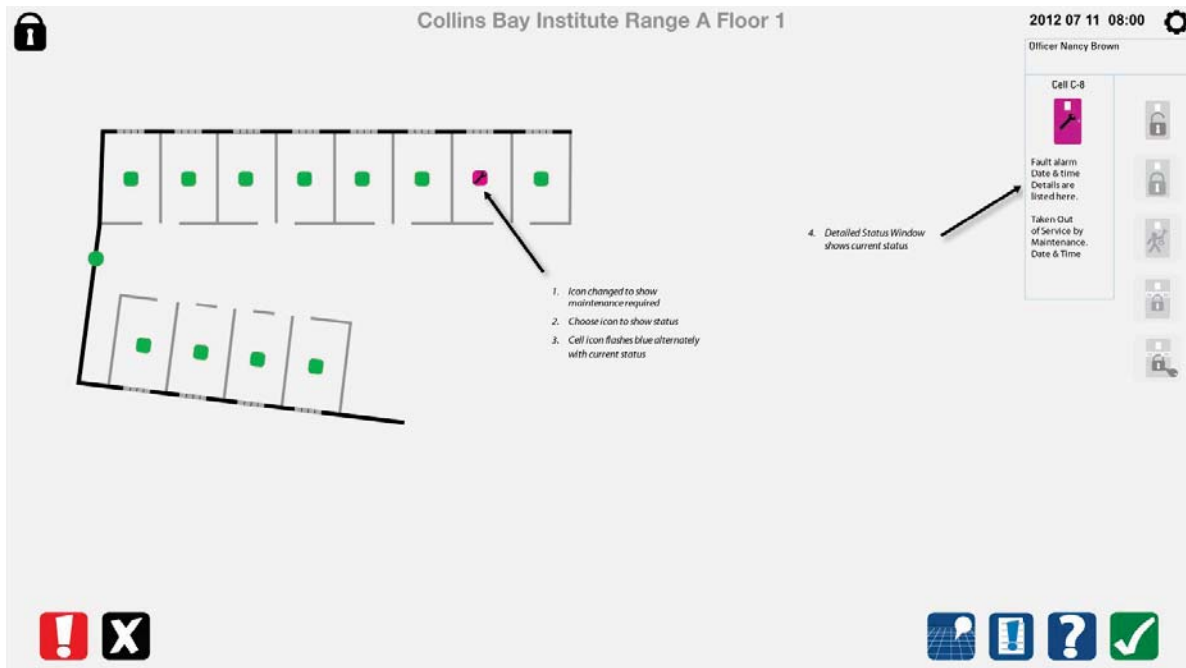 Collins Bay Institute Range A Floor 1
2012 07 11 08:00
Officer Nancy Brown
Cell C-8
Fault alarm
Date & time
Details are
listed here.
Taken Out
of Service by
Maintenance.
Date & Time
4. Detailed Status Window
shows current status
1. Icon changed to show
maintenance required
2. Choose icon to show status
3. Cell icon flashes blue alternately
with current status